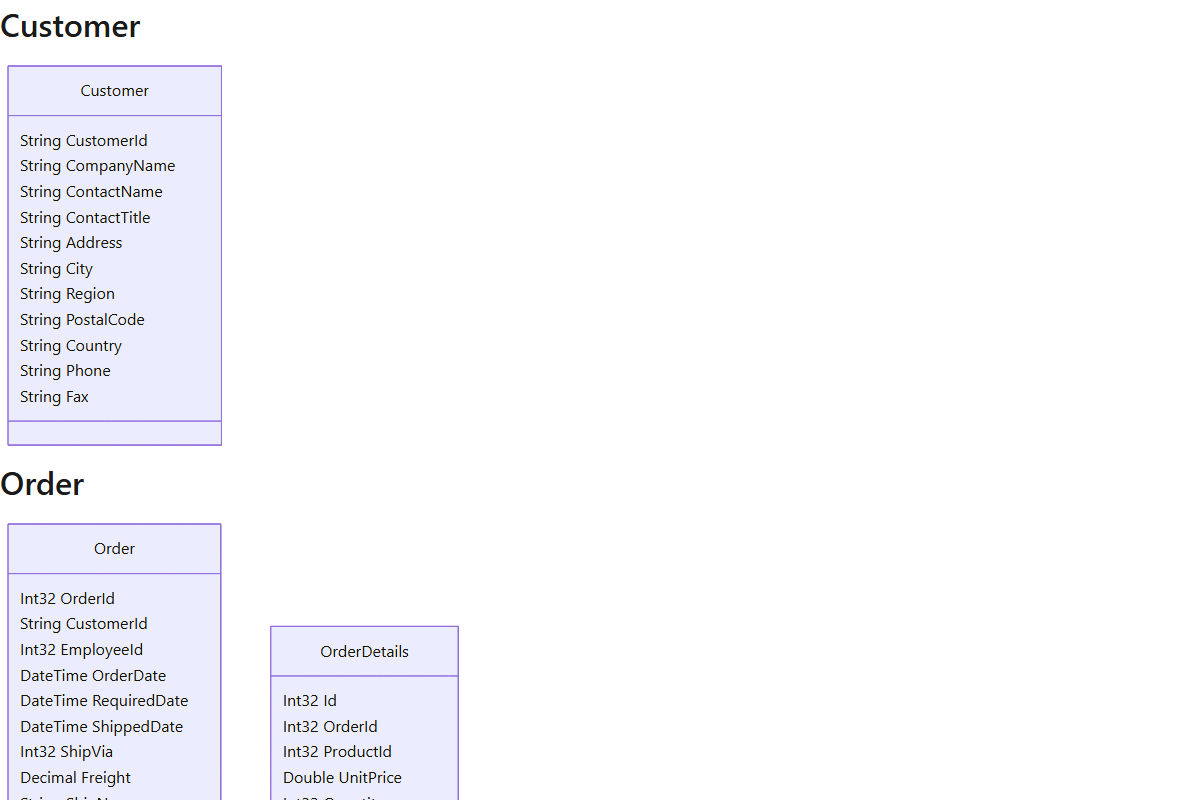 Customer
Customer
String CustomerId
String CompanyName
String ContactName
String ContactTitle
String Address
String City
String Region
String PostalCode
String Country
String Phone
String Fax
Order
Order
Int32 OrderId
String CustomerId
Int32 EmployeeId
DateTime OrderDate
DateTime RequiredDate
DateTime ShippedDate
Int32 ShipVia
Decimal Freight
OrderDetails
Int32 Id
Int32 OrderId
Int32 ProductId
Double UnitPrice